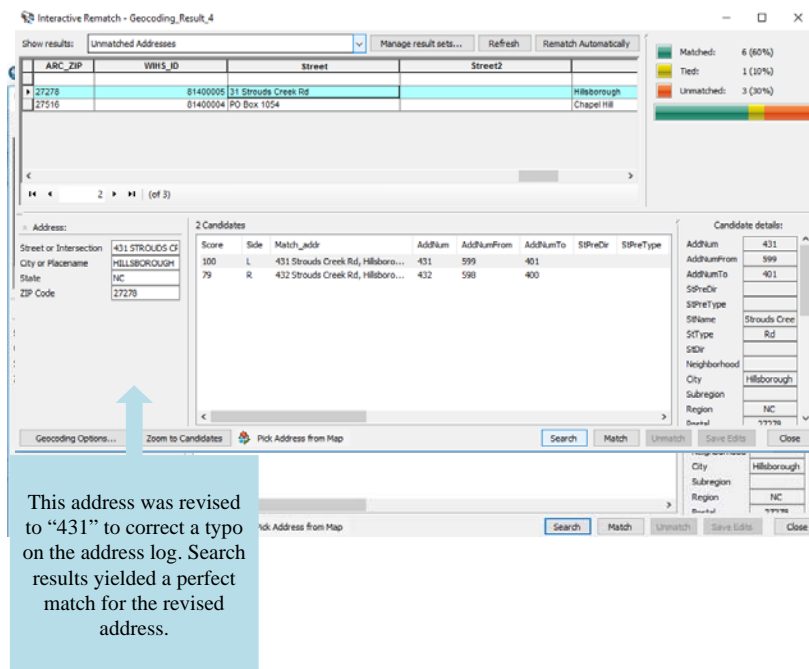 Interactive Rematch - Geocoding_Result_4
Show results: Unmatched Addresses Manage result sets... Refresh Rematch Automatically
ARC_ZIP WIHS_ID Street Street2
27278 81400005 31 Strouds Creek Rd Hillsborough
27516 81400004 PO Box 1054 Chapel Hill
2 (of 3)
Matched: 6 (60%)
Tied: 1 (10%)
Unmatched: 3 (30%)
Address:
Street or Intersection 431 STROUDS CR
City or Placename HILLSBOROUGH
State NC
ZIP Code 27278
2 Candidates
Score Side Match_addr AddNum AddNumFrom AddNumTo StPreDir StPreType
100 L 431 Strouds Creek Rd, Hillsboro... 431 599 401
79 R 432 Strouds Creek Rd, Hillsboro... 432 598 400
Candidate details:
AddNum 431
AddNumFrom 599
AddNumTo 401
StPreDir
StPreType
StName Strouds Cree
StType Rd
StDir
Neighborhood
City Hillsborough
Subregion
Region NC
Postal 27278
Geocoding Options... Zoom to Candidates Pick Address from Map Search Match Unmatch Save Edits Close
City Hillsborough
Subregion
Region NC
Postal 27278
Pick Address from Map Search Match Unmatch Save Edits Close
This address was revised
to “431” to correct a typo
on the address log. Search
results yielded a perfect
match for the revised
address.